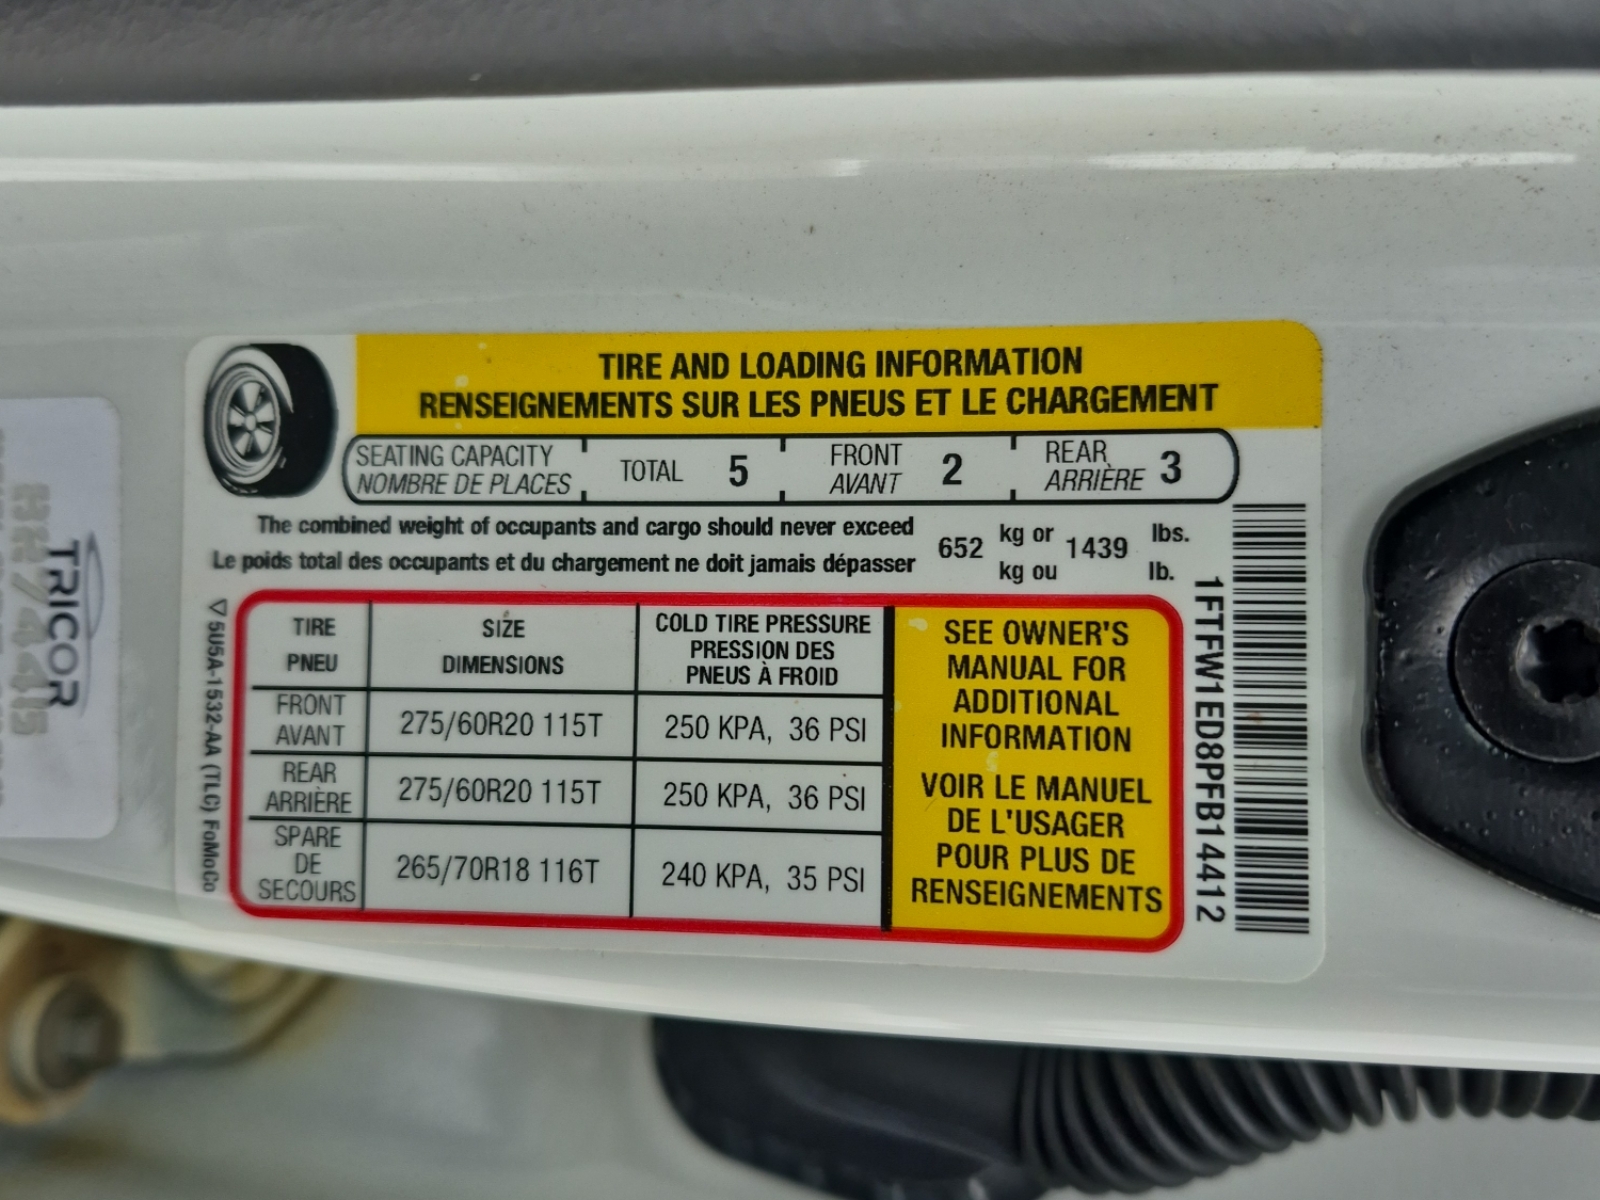 TIRE AND LOADING INFORMATION
RENSEIGNEMENTS SUR LES PNEUS ET LE CHARGEMENT
SEATING CAPACITY
NOMBRE DE PLACES
TOTAL 5
FRONT
AVANT
2
REAR
ARRIÈRE
3
The combined weight of occupants and cargo should never exceed
Le poids total des occupants et du chargement ne doit jamais dépasser
652
kg or
kg ou
1439
lbs.
lb.
TIRE
PNEU
SIZE
DIMENSIONS
COLD TIRE PRESSURE
PRESSION DES
PNEUS À FROID
FRONT
AVANT
275/60R20 115T
250 KPA, 36 PSI
REAR
ARRIÈRE
275/60R20 115T
250 KPA, 36 PSI
SPARE
DE
SECOURS
265/70R18 116T
240 KPA, 35 PSI
SEE OWNER'S
MANUAL FOR
ADDITIONAL
INFORMATION
VOIR LE MANUEL
DE L'USAGER
POUR PLUS DE
RENSEIGNEMENTS
1FTFW1ED8PFB14412
5U5A-1532-AA (TLC) FoMoCo
TRICOR